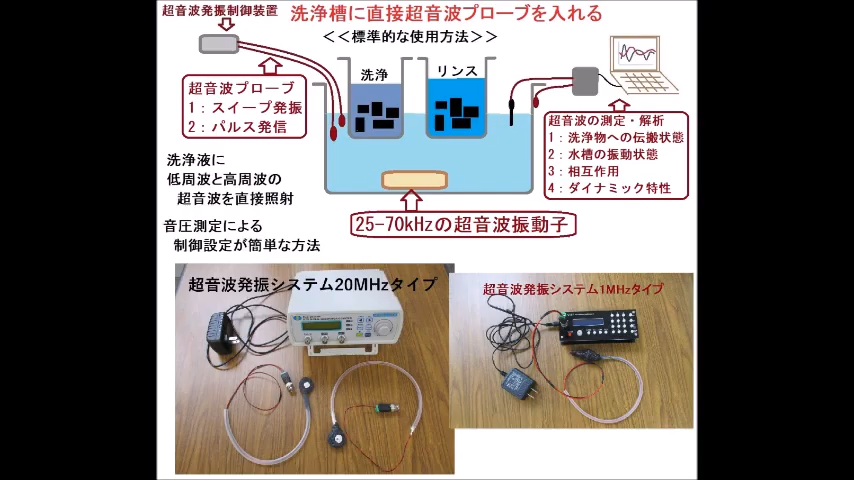 超音波発振制御装置
洗浄槽に直接超音波プローブを入れる
<<標準的な使用方法>>
洗浄
リンス
超音波プローブ
1:スイープ発振
2:パルス発信
超音波の測定・解析
1:洗浄物への伝搬状態
2:水槽の振動状態
3:相互作用
4:ダイナミック特性
洗浄液に
低周波と高周波の
超音波を直接照射
25-70kHzの超音波振動子
音圧測定による
制御設定が簡単な方法
超音波発振システム20MHzタイプ
超音波発振システム1MHzタイプ